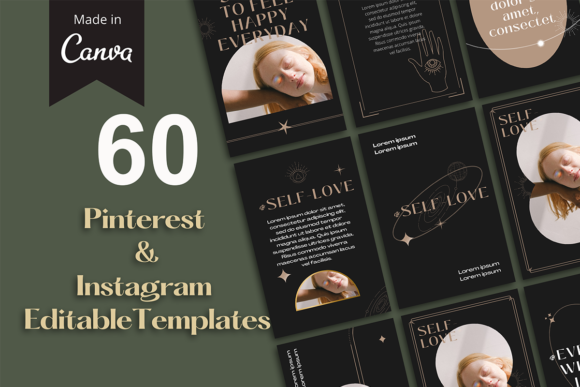 Made in
Canva
60
Pinterest
&
Instagram
EditableTemplates
TO FEEL
HAPPY
EVERYDAY
dolor s
amet,
consectet
SELF-LOVE
Lorem ipsum dolor sit amet,
consectetur adipiscing elit,
sed do eiusmod tempor
incididunt ut labore et dolore
magna aliqua. Quis ipsum
suspendisse ultrices gravida.
Risus commodo viverra
maecenas accumsan lacus
vel facilisis.
Lorem Ipsum
Lorem Ipsum
#SELF-LOVE
Lorem Ipsum
Lorem Ipsum
SELF
LOVE
SELF
LOVE